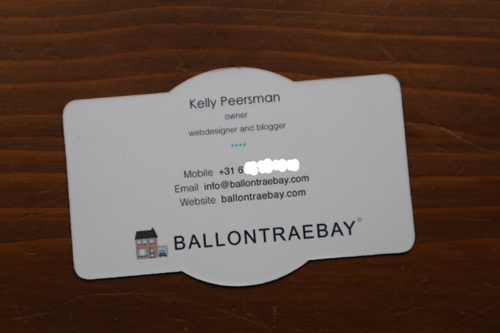 Kelly Peersman
owner
webdesigner and blogger
****
Mobile +31 6
Email info@ballontraebay.com
Website ballontraebay.com
BALLONTRAEBAY®